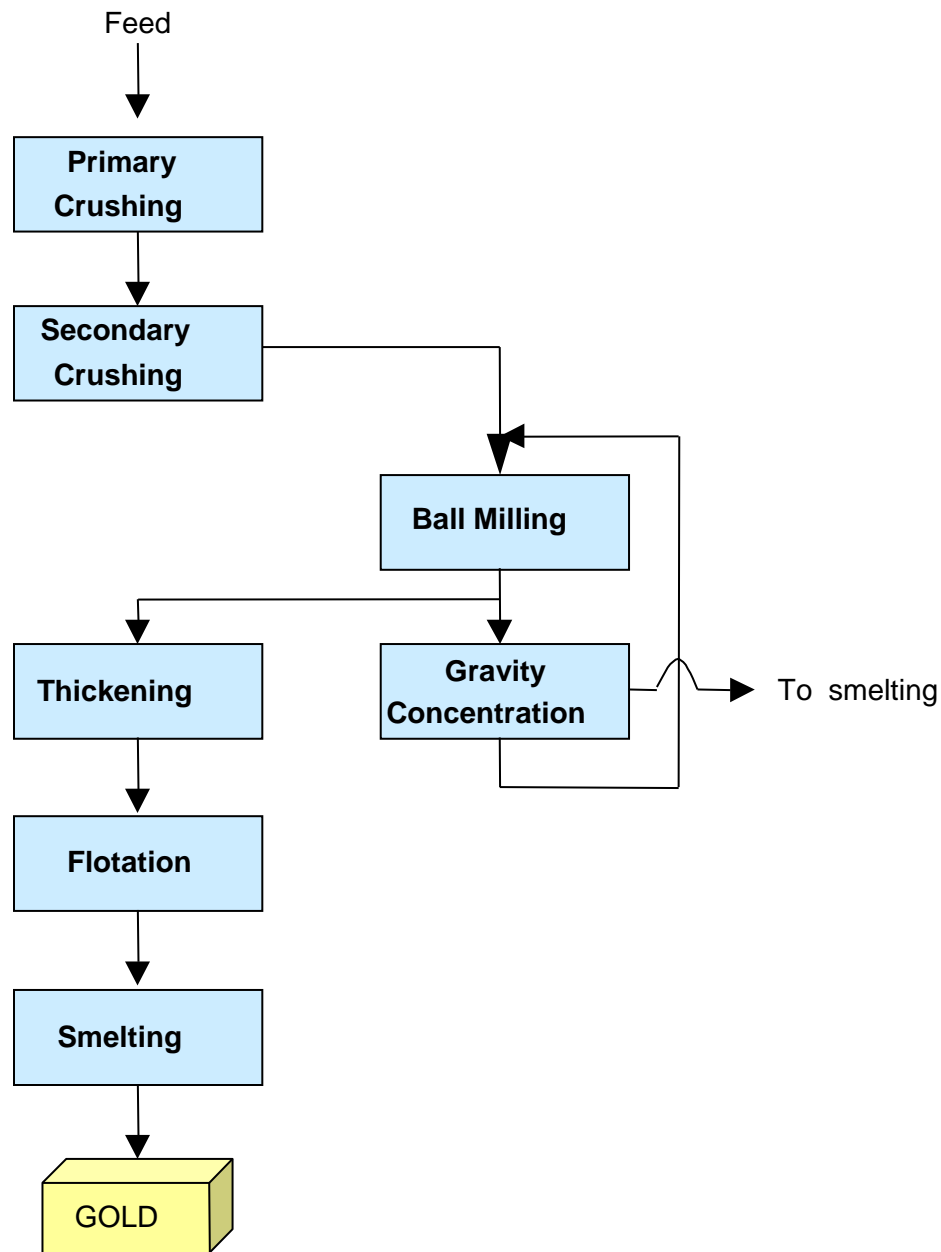 Feed
Primary
Crushing
Secondary
Crushing
Ball Milling
Thickening
Gravity
Concentration
To smelting
Flotation
Smelting
GOLD